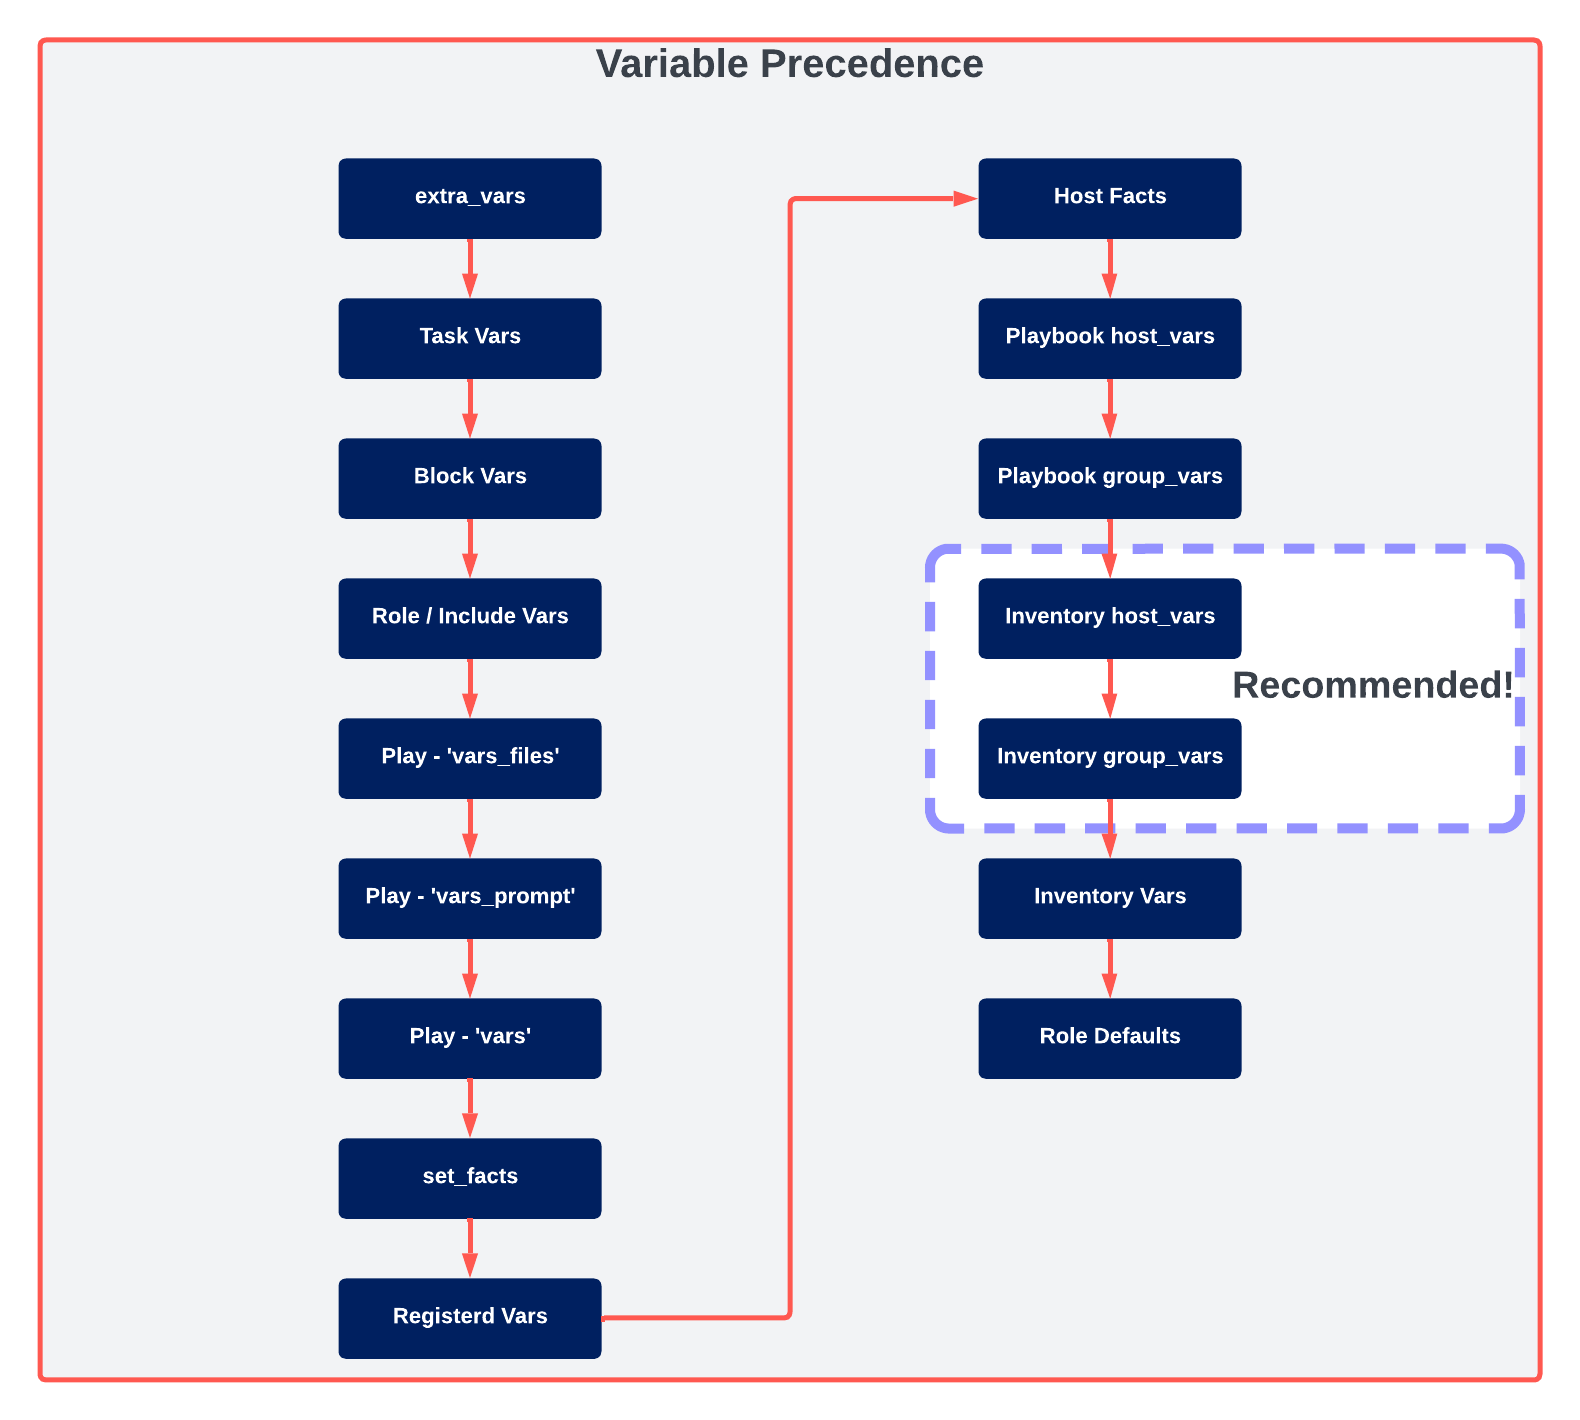 Variable Precedence
extra_vars
Task Vars
Block Vars
Role / Include Vars
Play - 'vars_files'
Play - 'vars_prompt'
Play - 'vars'
set_facts
Registerd Vars
Host Facts
Playbook host_vars
Playbook group_vars
Inventory host_vars
Recommended!
Inventory group_vars
Inventory Vars
Role Defaults